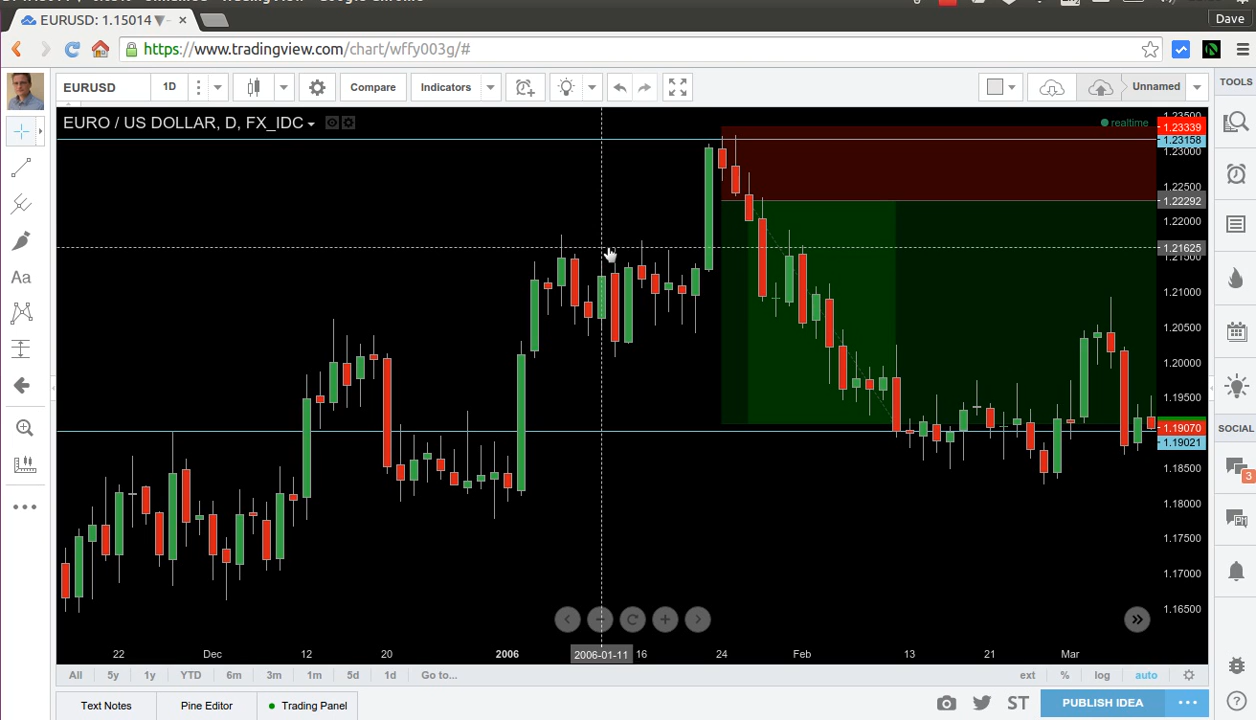 EURUSD: 1.15014 ▼
Dave
https://www.tradingview.com/chart/wffy003g/#
EURUSD
1D
Compare
Indicators
Unnamed
TOOLS
EURO / US DOLLAR, D, FX_IDC
realtime
1.23500
1.23339
1.23158
1.23000
1.22500
1.22292
1.22000
1.21625
1.21500
1.21000
1.20500
1.20000
1.19500
1.19070
1.19021
1.18500
1.18000
1.17500
1.17000
1.16500
Aa
SOCIAL
3
22
Dec
12
20
2006
2006-01-11
16
24
Feb
13
21
Mar
All
5y
1y
YTD
6m
3m
1m
5d
1d
Go to...
ext
%
log
auto
Text Notes
Pine Editor
Trading Panel
ST
PUBLISH IDEA